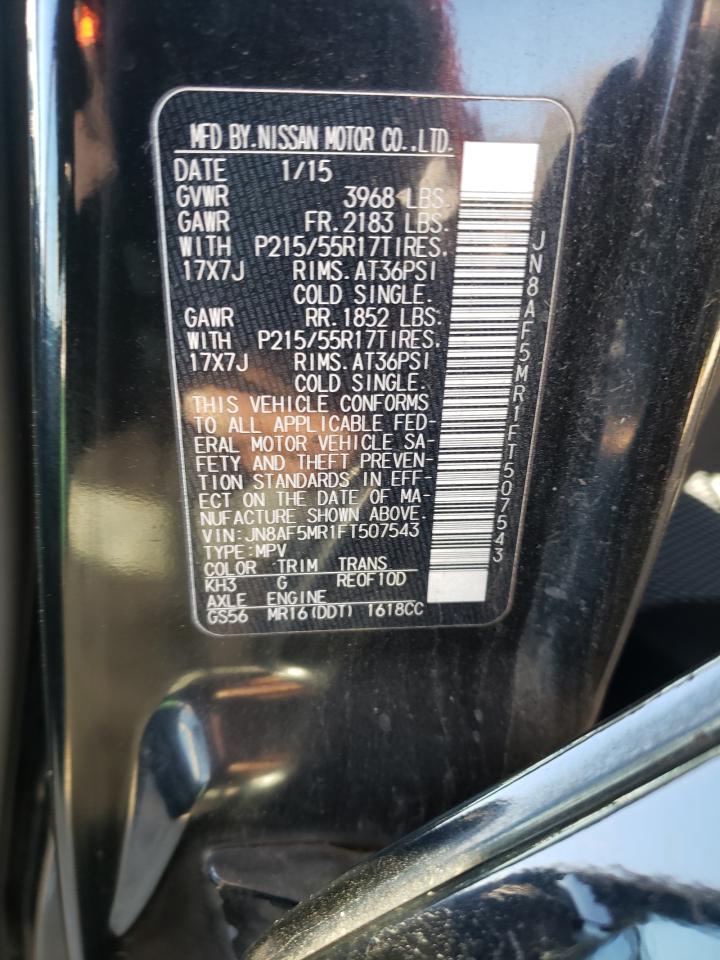 MFD BY.NISSAN MOTOR CO.,LTD.
DATE 1/15
GVWR 3968 LBS.
GAWR FR.2183 LBS.
WITH P215/55R17TIRES,
17X7J RIMS.AT36PSI
COLD SINGLE.
GAWR RR.1852 LBS.
WITH P215/55R17TIRES,
17X7J RIMS.AT36PSI
COLD SINGLE.
THIS VEHICLE CONFORMS
TO ALL APPLICABLE FED-
ERAL MOTOR VEHICLE SA-
FETY AND THEFT PREVEN-
TION STANDARDS IN EFF-
ECT ON THE DATE OF MA-
NUFACTURE SHOWN ABOVE.
VIN:JN8AF5MR1FT507543
TYPE:MPV
COLOR TRIM TRANS
KH3 G RE0F10D
AXLE ENGINE
GS56 MR16(DDT) 1618CC
JN8AF5MR1FT507543